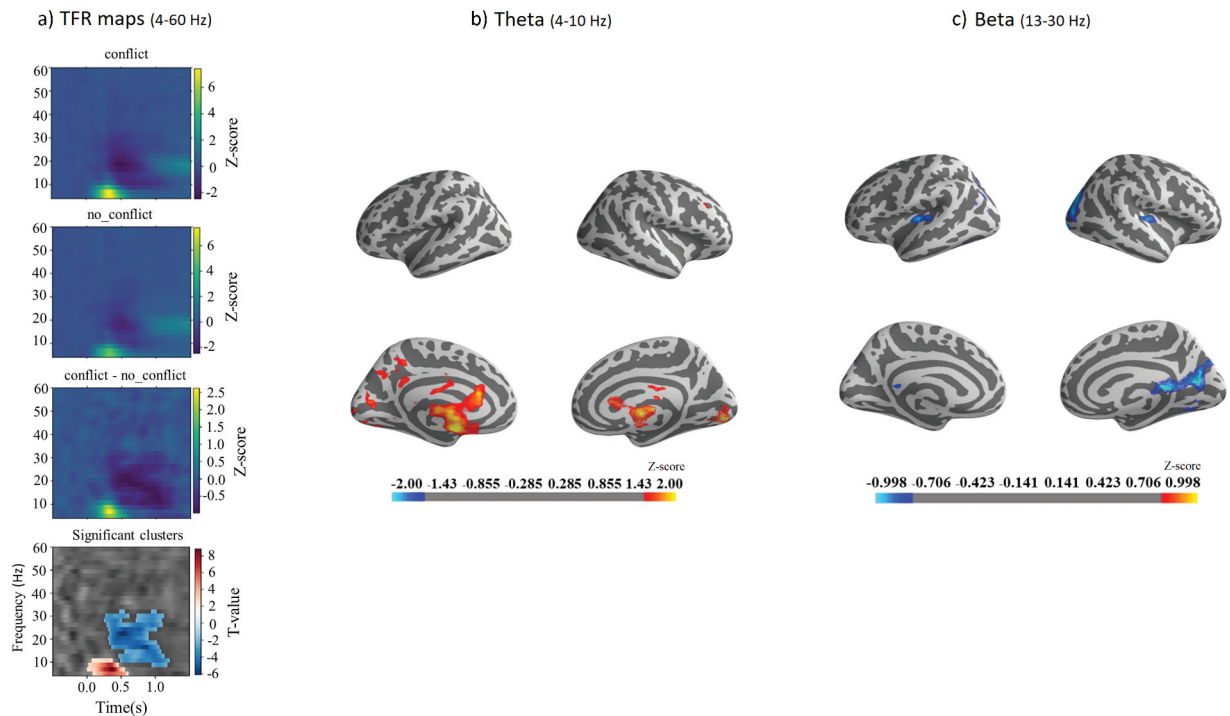 a) TFR maps (4-60 Hz)
b) Theta (4-10 Hz)
c) Beta (13-30 Hz)
conflict
60
50
40
30
20
10
6
4
2
0
-2
Z-score
no_conflict
60
50
40
30
20
10
6
4
2
0
-2
Z-score
conflict - no_conflict
60
50
40
30
20
10
2.5
2.0
1.5
1.0
0.5
0.0
-0.5
Z-score
Significant clusters
60
50
40
30
20
10
Frequency (Hz)
8
6
4
2
0
-2
-4
-6
T-value
0.0 0.5 1.0
Time(s)
Z-score
-2.00 -1.43 -0.855 -0.285 0.285 0.855 1.43 2.00
Z-score
-0.998 -0.706 -0.423 -0.141 0.141 0.423 0.706 0.998